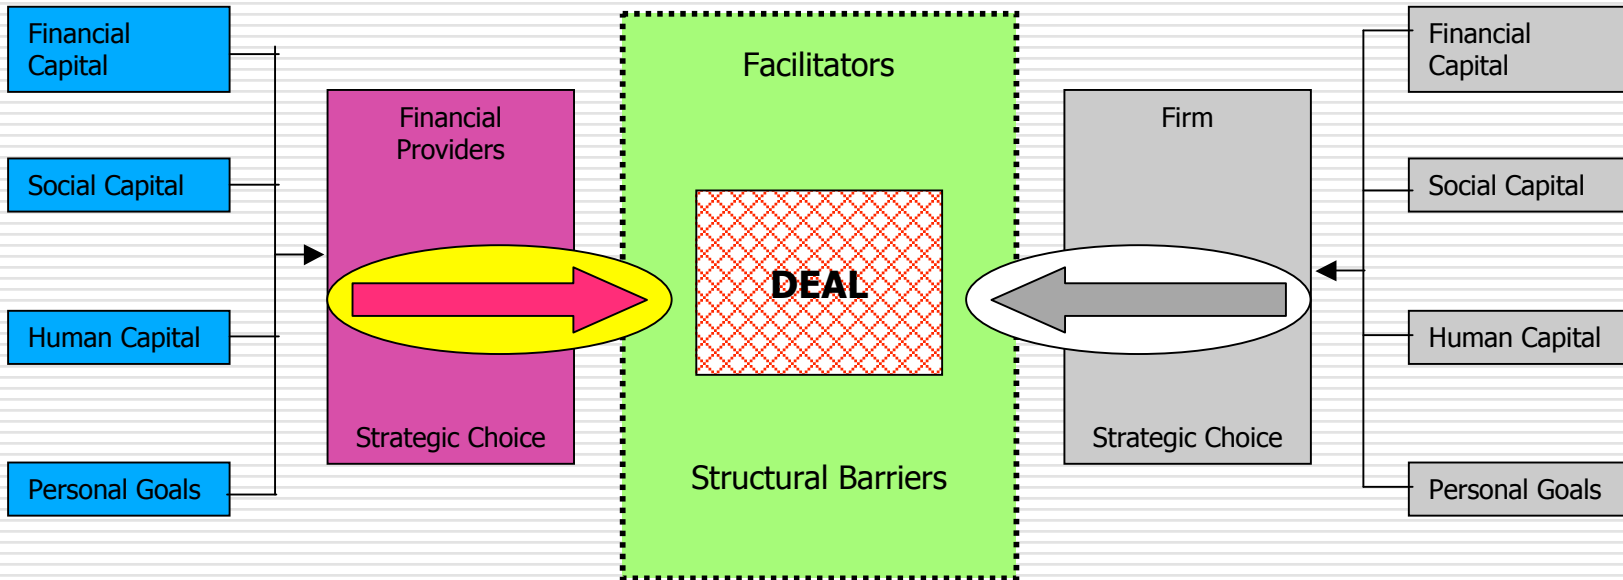 Financial
Capital
Social Capital
Human Capital
Personal Goals
Financial
Providers
Strategic Choice
Facilitators
DEAL
Structural Barriers
Firm
Strategic Choice
Financial
Capital
Social Capital
Human Capital
Personal Goals